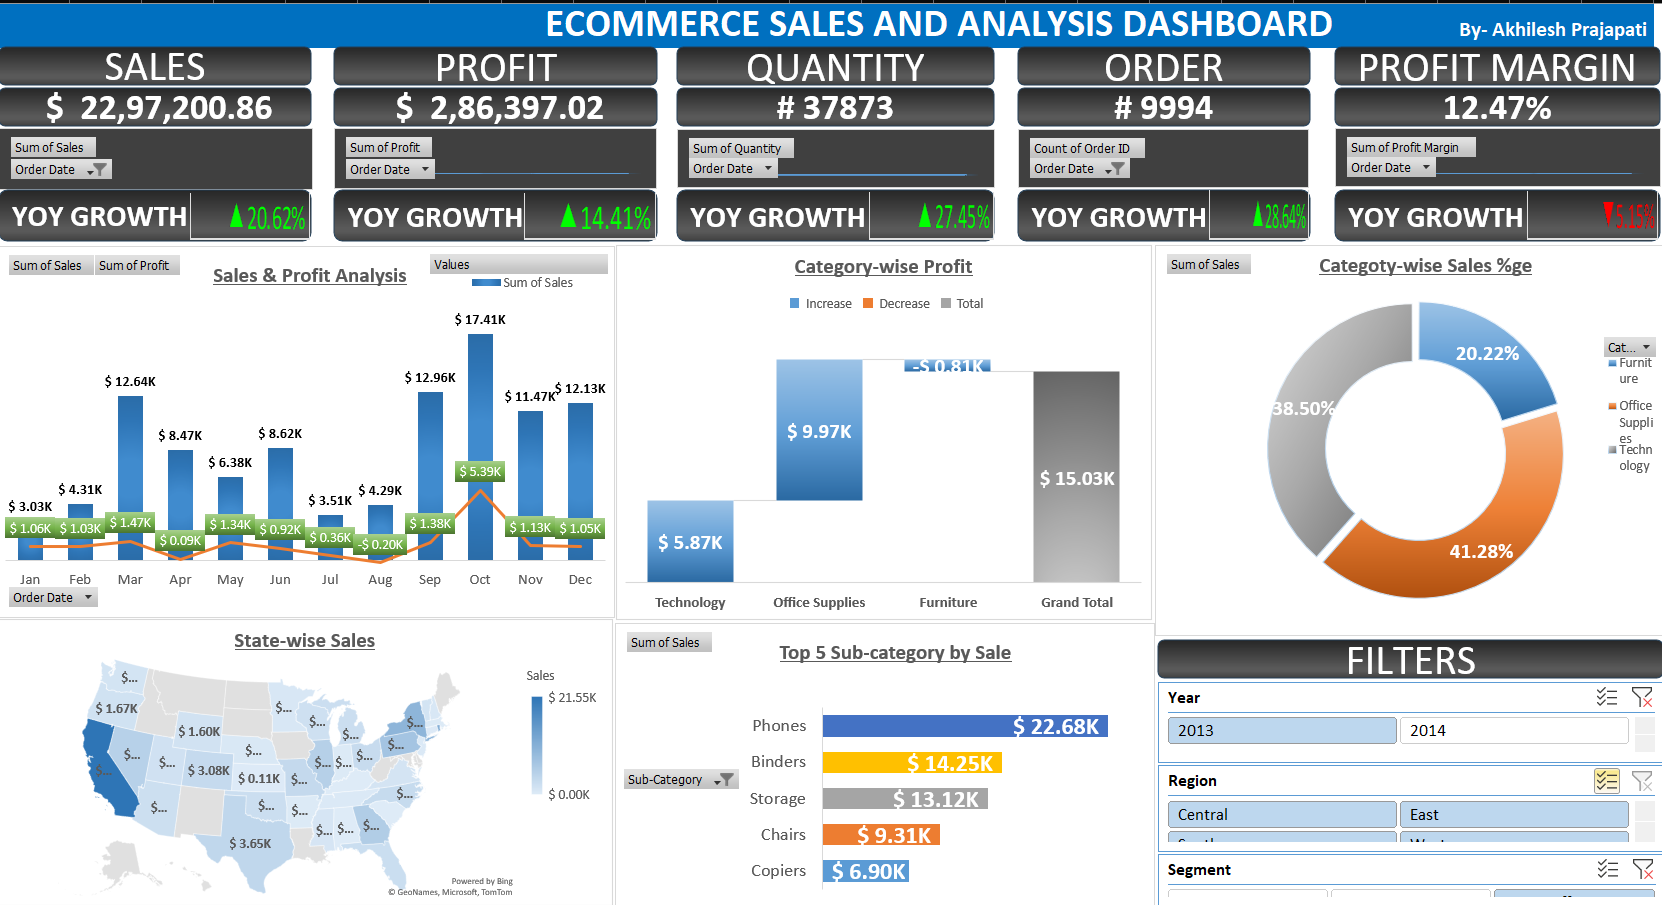 ECOMMERCE SALES AND ANALYSIS DASHBOARD
By- Akhilesh Prajapati
SALES
PROFIT
QUANTITY
ORDER
PROFIT MARGIN
$ 22,97,200.86
$ 2,86,397.02
# 37873
# 9994
12.47%
Sum of Sales
Order Date
Sum of Profit
Order Date
Sum of Quantity
Order Date
Count of Order ID
Order Date
Sum of Profit Margin
Order Date
YOY GROWTH ▲20.62%
YOY GROWTH ▲14.41%
YOY GROWTH ▲27.45%
YOY GROWTH ▲28.64%
YOY GROWTH ▼5.15%
Sum of Sales Sum of Profit
Sales & Profit Analysis
Values
Sum of Sales
$ 17.41K
$ 12.64K
$ 12.96K
$ 11.47K
$ 12.13K
$ 8.47K
$ 8.62K
$ 6.38K
$ 3.03K
$ 4.31K
$ 3.51K
$ 4.29K
$ 5.39K
$ 1.06K
$ 1.03K
$ 1.47K
$ 0.09K
$ 1.34K
$ 0.92K
$ 0.36K
-$ 0.20K
$ 1.38K
$ 1.13K
$ 1.05K
Jan Feb Mar Apr May Jun Jul Aug Sep Oct Nov Dec
Order Date
Category-wise Profit
Increase Decrease Total
-$ 0.81K
$ 9.97K
$ 5.87K
$ 15.03K
Technology Office Supplies Furniture Grand Total
Sum of Sales
Categoty-wise Sales %ge
20.22%
38.50%
41.28%
Cat...
Furnit
ure
Office
Suppli
es
Techn
ology
State-wise Sales
Sales
$ 21.55K
$ 0.00K
$...
$ 1.67K
$...
$...
$...
$ 1.60K
$...
$...
$...
$...
$...
$ 3.08K
$ 0.11K
$...
$...
$...
$...
$...
$...
$...
$...
$...
$...
$...
$...
$ 3.65K
Powered by Bing
© GeoNames, Microsoft, TomTom
Sum of Sales
Top 5 Sub-category by Sale
Sub-Category
Phones $ 22.68K
Binders $ 14.25K
Storage $ 13.12K
Chairs $ 9.31K
Copiers $ 6.90K
FILTERS
Year
2013 2014
Region
Central East
Segment